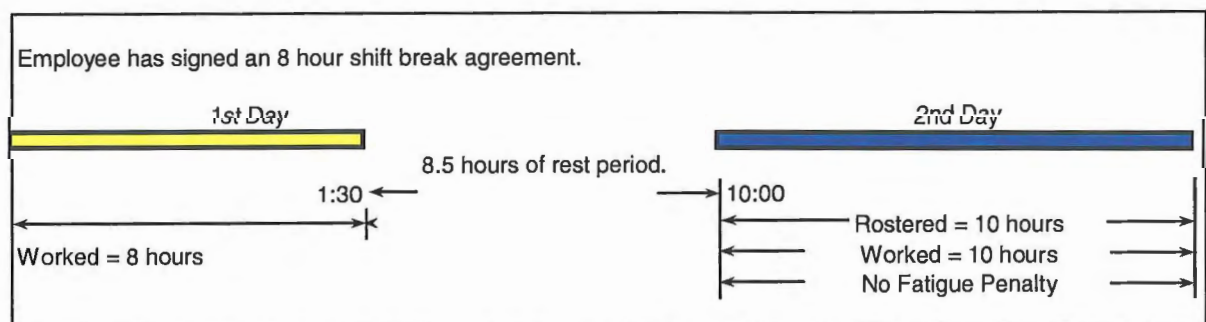 Employee has signed an 8 hour shift break agreement.
1st Day
2nd Day
8.5 hours of rest period.
1:30
10:00
Rostered = 10 hours
Worked = 8 hours
Worked = 10 hours
No Fatigue Penalty